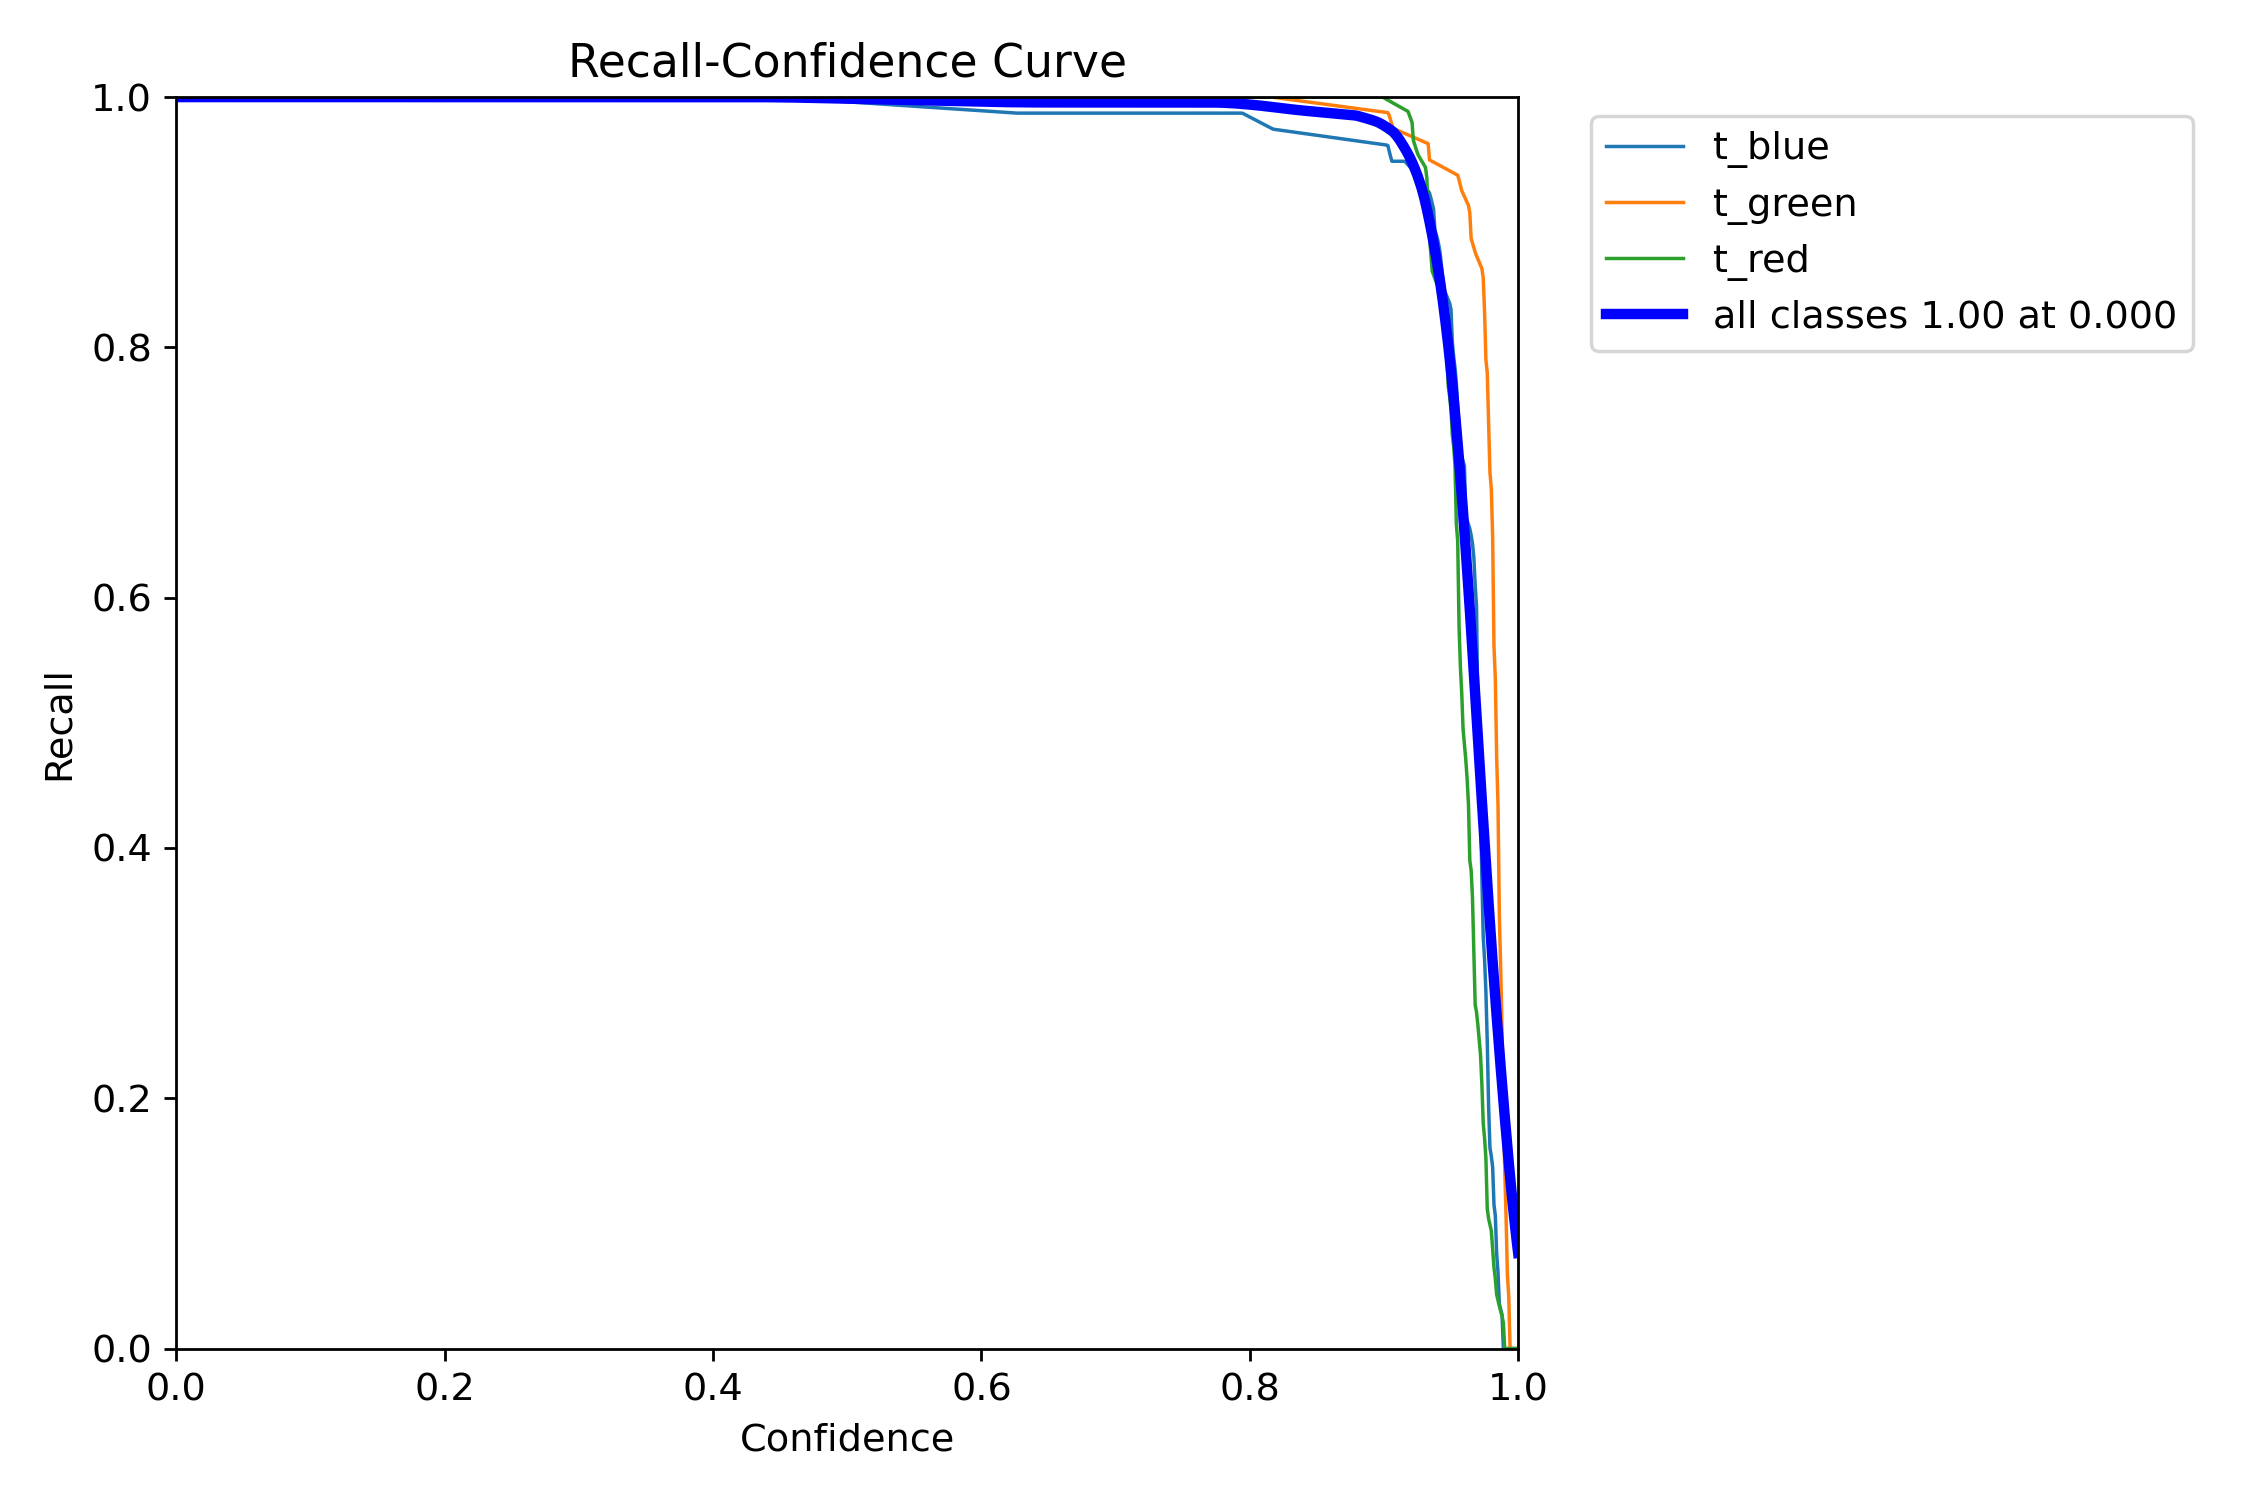 Recall-Confidence Curve
1.0
0.8
0.6
0.4
0.2
0.0
Recall
0.0 0.2 0.4 0.6 0.8 1.0
Confidence
t_blue
t_green
t_red
all classes 1.00 at 0.000